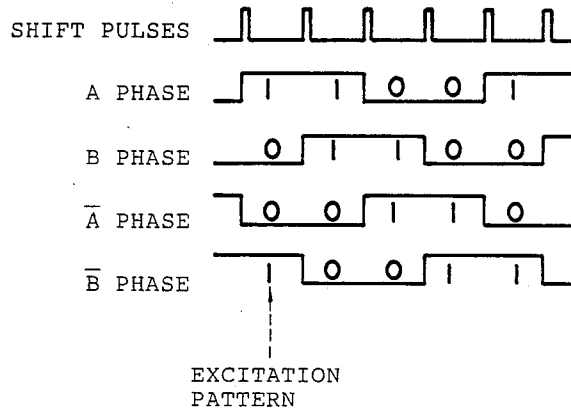 SHIFT PULSES
A PHASE 1 1 0 0 1
B PHASE 0 1 1 0 0
A̅ PHASE 0 0 1 1 0
B̅ PHASE 1 0 0 1 1
EXCITATION
PATTERN